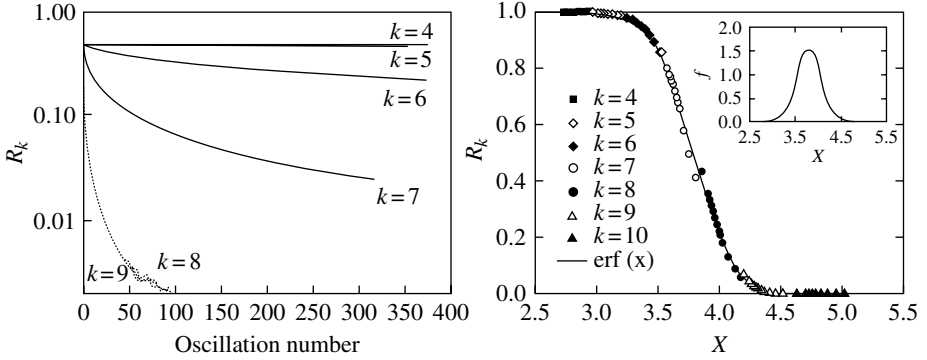 1.00
0.10
0.01
R_k
k=4
k=5
k=6
k=7
k=8
k=9
0 50 100 150 200 250 300 350 400
Oscillation number
1.0
0.8
0.6
0.4
0.2
0.0
R_k
k=4
k=5
k=6
k=7
k=8
k=9
k=10
erf (x)
2.5 3.0 3.5 4.0 4.5 5.0 5.5
X
2.0
1.5
1.0
0.5
0.0
f
2.5 3.5 4.5 5.5
X